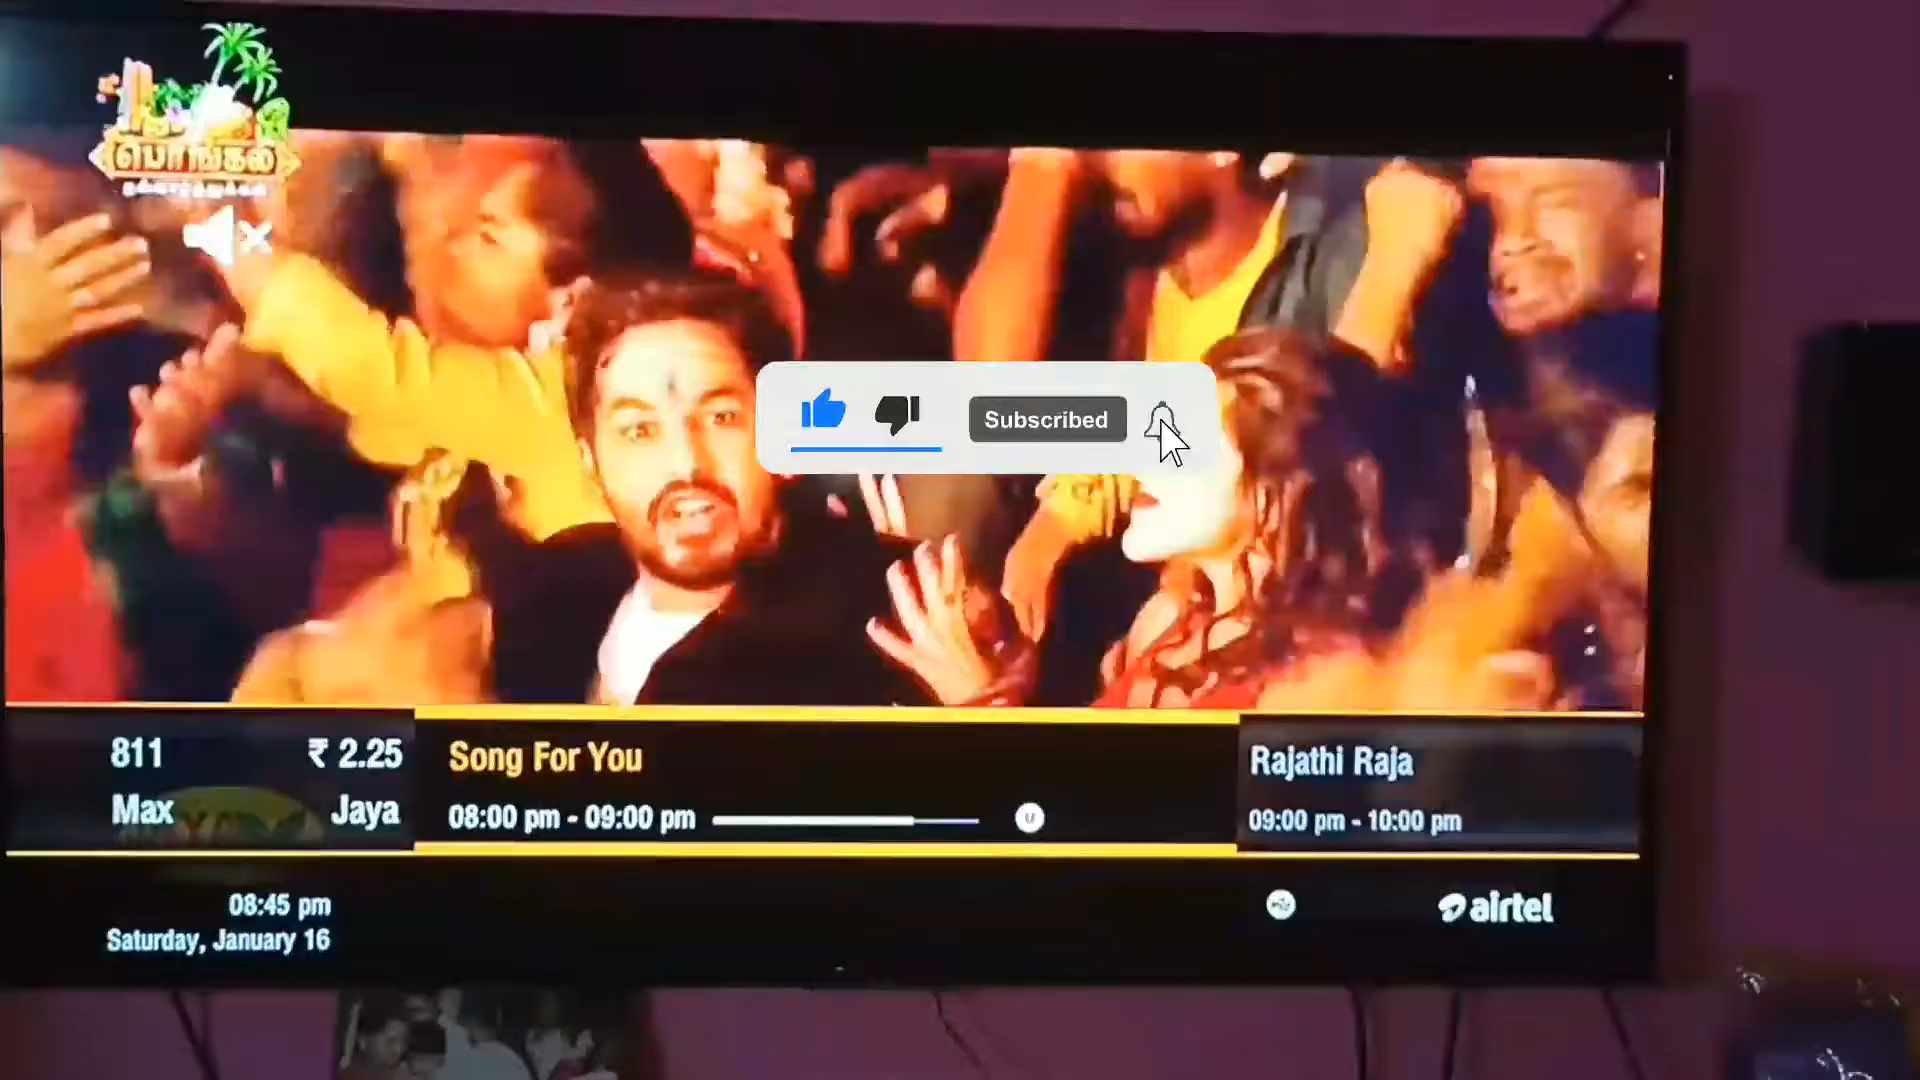 பொங்கல்
Subscribed
811
₹ 2.25
Max
Jaya
Song For You
08:00 pm - 09:00 pm
U
Rajathi Raja
09:00 pm - 10:00 pm
08:45 pm
Saturday, January 16
airtel